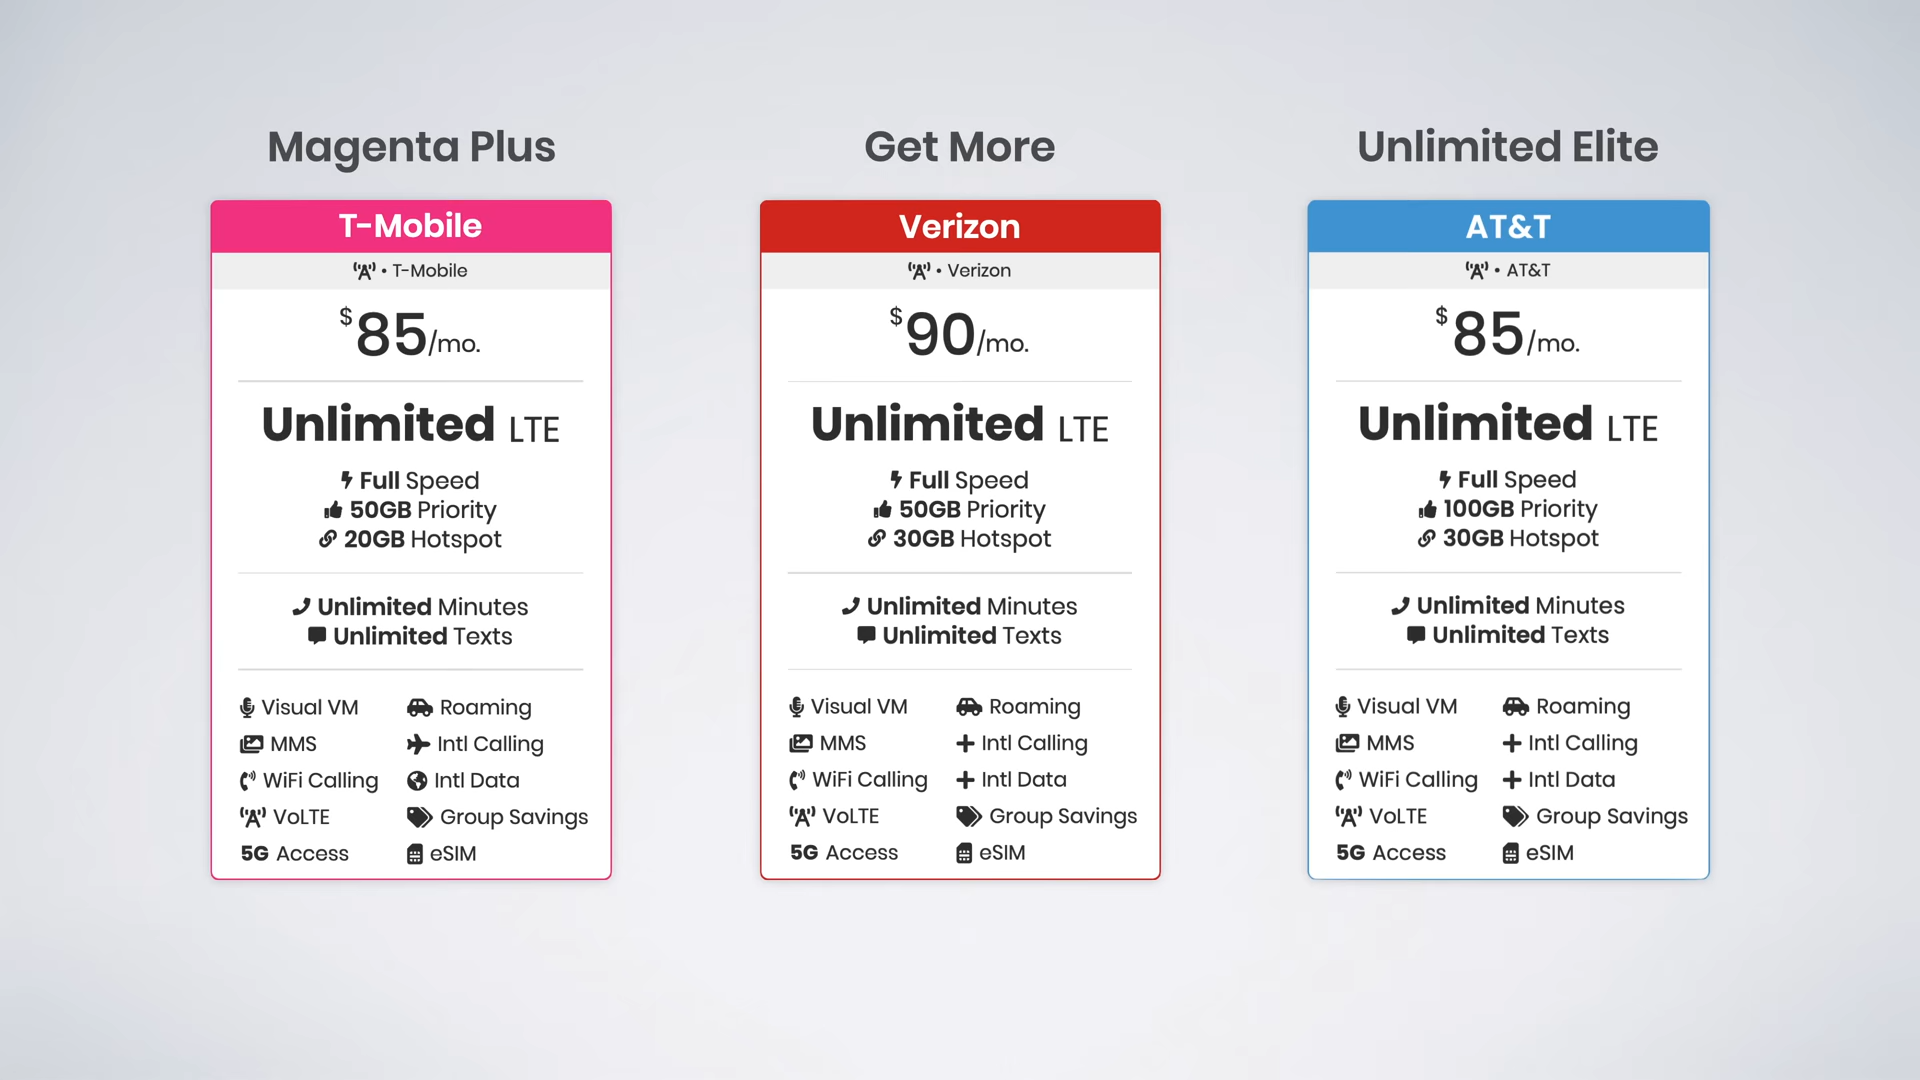 Magenta Plus
T-Mobile
• T-Mobile
$85/mo.
Unlimited LTE
Full Speed
50GB Priority
20GB Hotspot
Unlimited Minutes
Unlimited Texts
Visual VM
Roaming
MMS
Intl Calling
WiFi Calling
Intl Data
VoLTE
Group Savings
5G Access
eSIM
Get More
Verizon
• Verizon
$90/mo.
Unlimited LTE
Full Speed
50GB Priority
30GB Hotspot
Unlimited Minutes
Unlimited Texts
Visual VM
Roaming
MMS
+ Intl Calling
WiFi Calling
+ Intl Data
VoLTE
Group Savings
5G Access
eSIM
Unlimited Elite
AT&T
• AT&T
$85/mo.
Unlimited LTE
Full Speed
100GB Priority
30GB Hotspot
Unlimited Minutes
Unlimited Texts
Visual VM
Roaming
MMS
+ Intl Calling
WiFi Calling
+ Intl Data
VoLTE
Group Savings
5G Access
eSIM